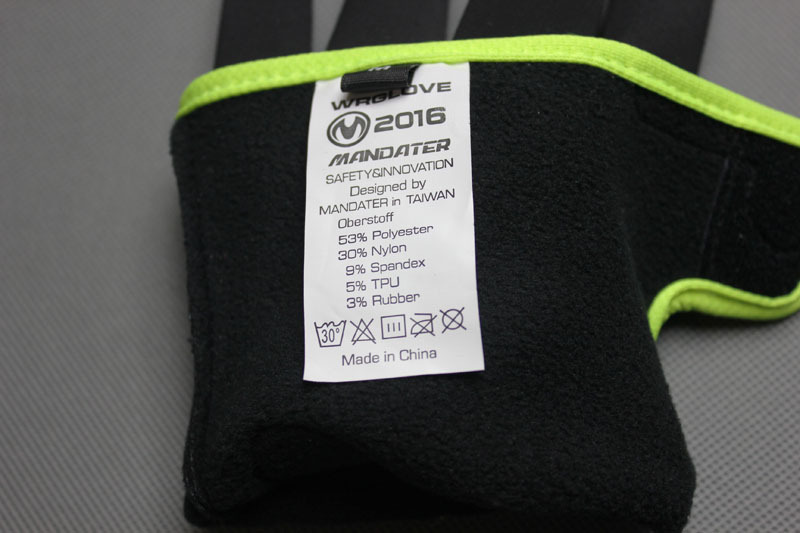 WRGLOVE
2016
MANDATER
SAFETY&INNOVATION
Designed by
MANDATER in TAIWAN
Oberstoff
53% Polyester
30% Nylon
9% Spandex
5% TPU
3% Rubber
30°
Made in China